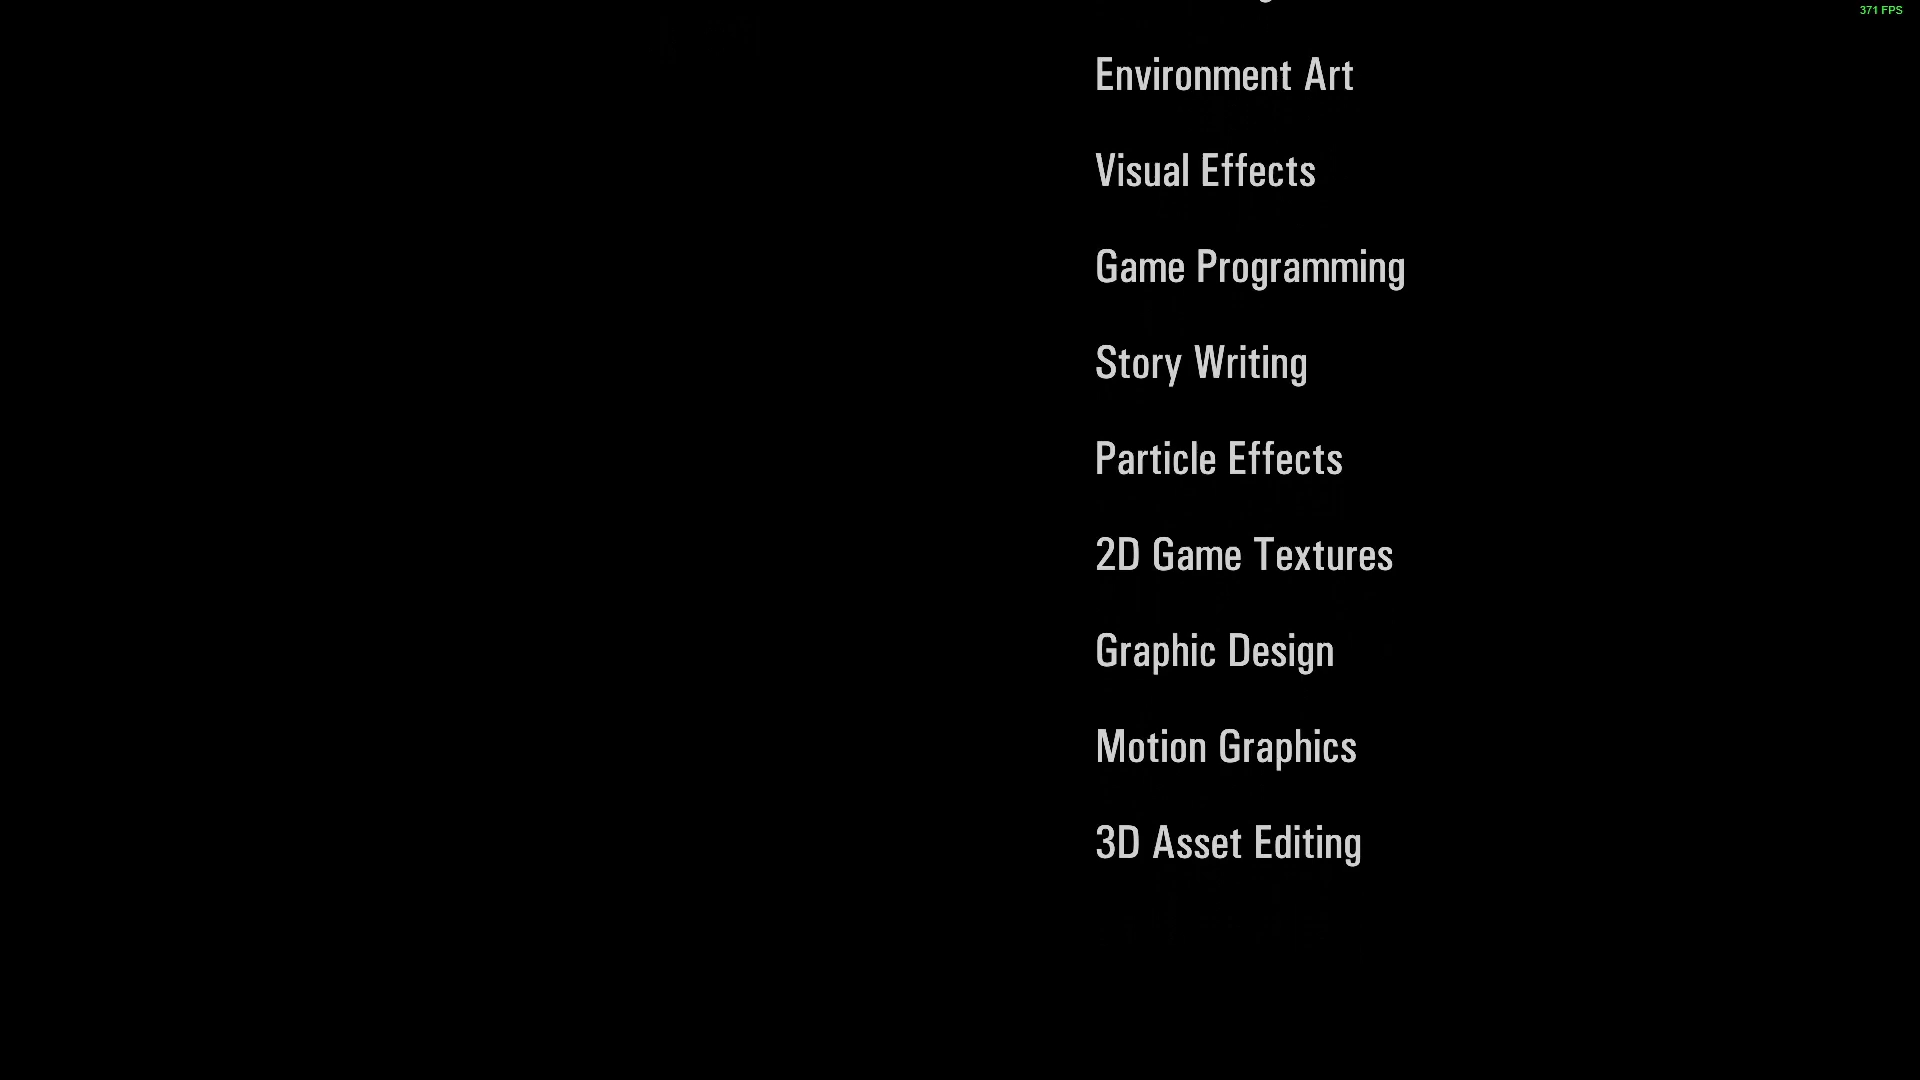 371 FPS
Environment Art
Visual Effects
Game Programming
Story Writing
Particle Effects
2D Game Textures
Graphic Design
Motion Graphics
3D Asset Editing